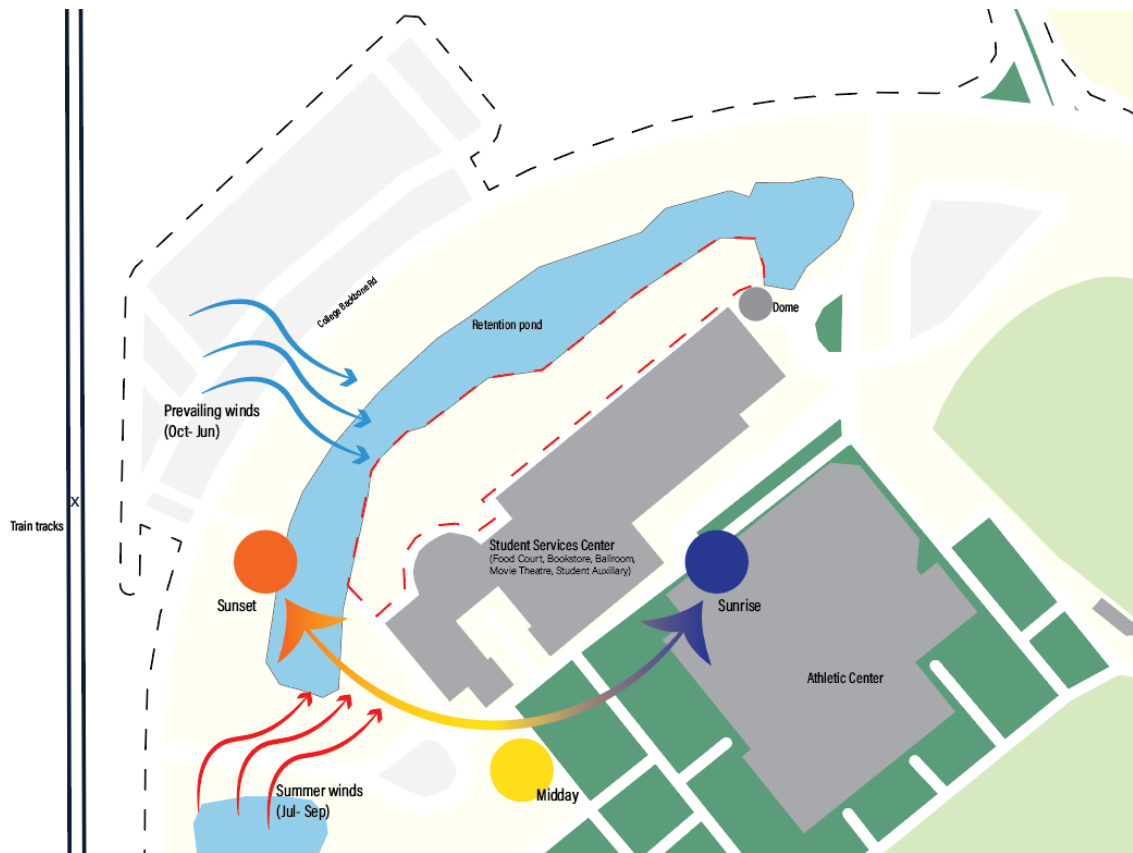 College Backbone Rd
Retention pond
Dome
Prevailing winds
(Oct- Jun)
X
Train tracks
Student Services Center
(Food Court, Bookstore, Ballroom,
Movie Theatre, Student Auxillary)
Sunset
Sunrise
Athletic Center
Summer winds
(Jul- Sep)
Midday